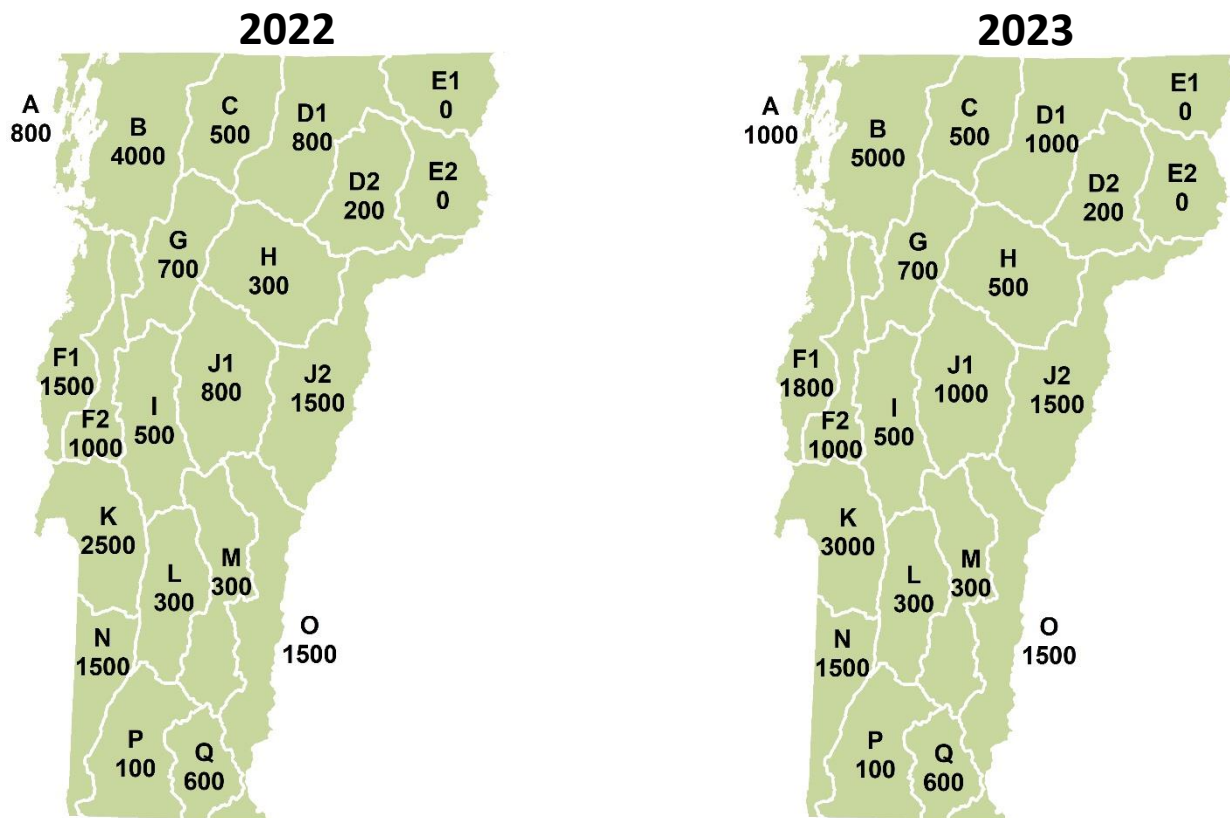 2022
A
800
B
4000
C
500
D1
800
E1
0
D2
200
E2
0
G
700
H
300
F1
1500
F2
1000
I
500
J1
800
J2
1500
K
2500
L
300
M
300
N
1500
O
1500
P
100
Q
600
2023
A
1000
B
5000
C
500
D1
1000
E1
0
D2
200
E2
0
G
700
H
500
F1
1800
F2
1000
I
500
J1
1000
J2
1500
K
3000
L
300
M
300
N
1500
O
1500
P
100
Q
600